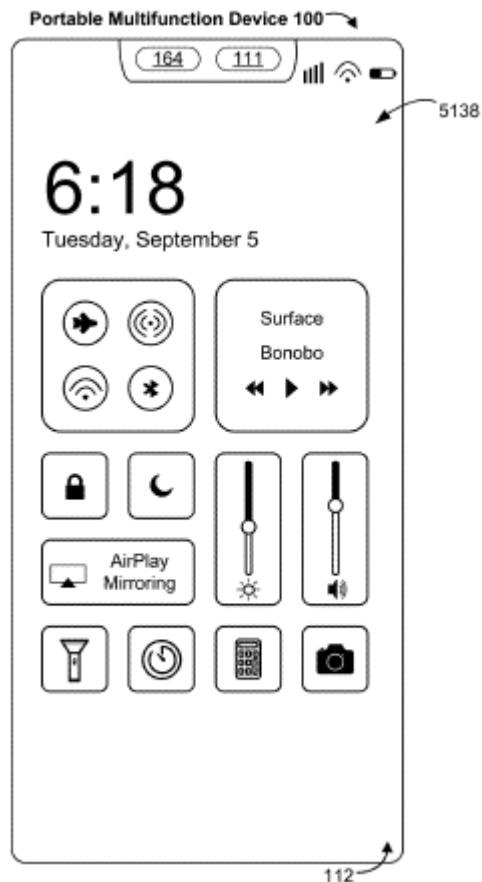 Portable Multifunction Device 100
164 111
5138
6:18
Tuesday, September 5
Surface
Bonobo
AirPlay
Mirroring
112